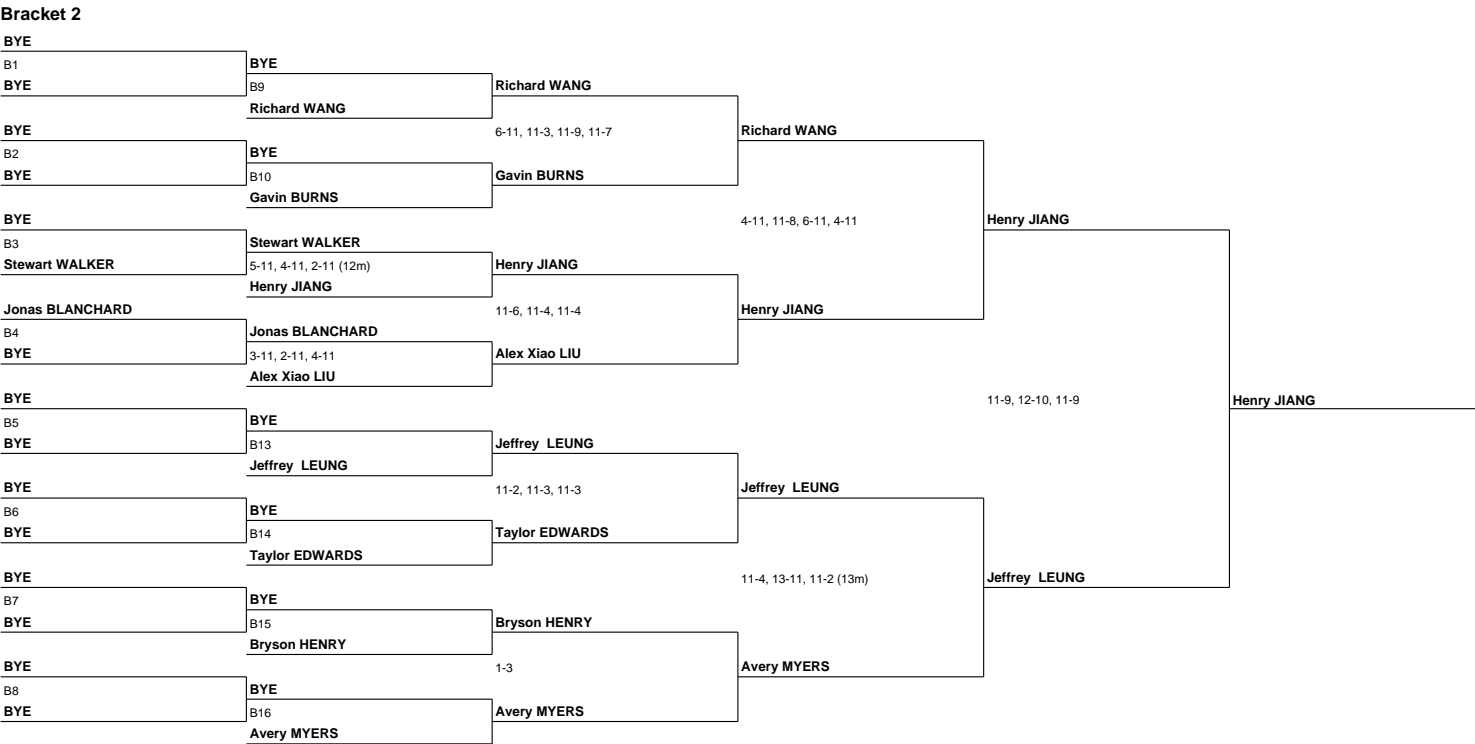 Bracket 2
BYE
B1
BYE
BYE
B9
Richard WANG
Richard WANG
6-11, 11-3, 11-9, 11-7
Richard WANG
BYE
B2
BYE
BYE
B10
Gavin BURNS
Gavin BURNS
4-11, 11-8, 6-11, 4-11
Henry JIANG
BYE
B3
Stewart WALKER
Stewart WALKER
5-11, 4-11, 2-11 (12m)
Henry JIANG
Henry JIANG
11-6, 11-4, 11-4
Henry JIANG
Jonas BLANCHARD
B4
BYE
Jonas BLANCHARD
3-11, 2-11, 4-11
Alex Xiao LIU
Alex Xiao LIU
11-9, 12-10, 11-9
Henry JIANG
BYE
B5
BYE
BYE
B13
Jeffrey LEUNG
Jeffrey LEUNG
11-2, 11-3, 11-3
Jeffrey LEUNG
BYE
B6
BYE
BYE
B14
Taylor EDWARDS
Taylor EDWARDS
11-4, 13-11, 11-2 (13m)
Jeffrey LEUNG
BYE
B7
BYE
BYE
B15
Bryson HENRY
Bryson HENRY
1-3
Avery MYERS
BYE
B8
BYE
BYE
B16
Avery MYERS
Avery MYERS